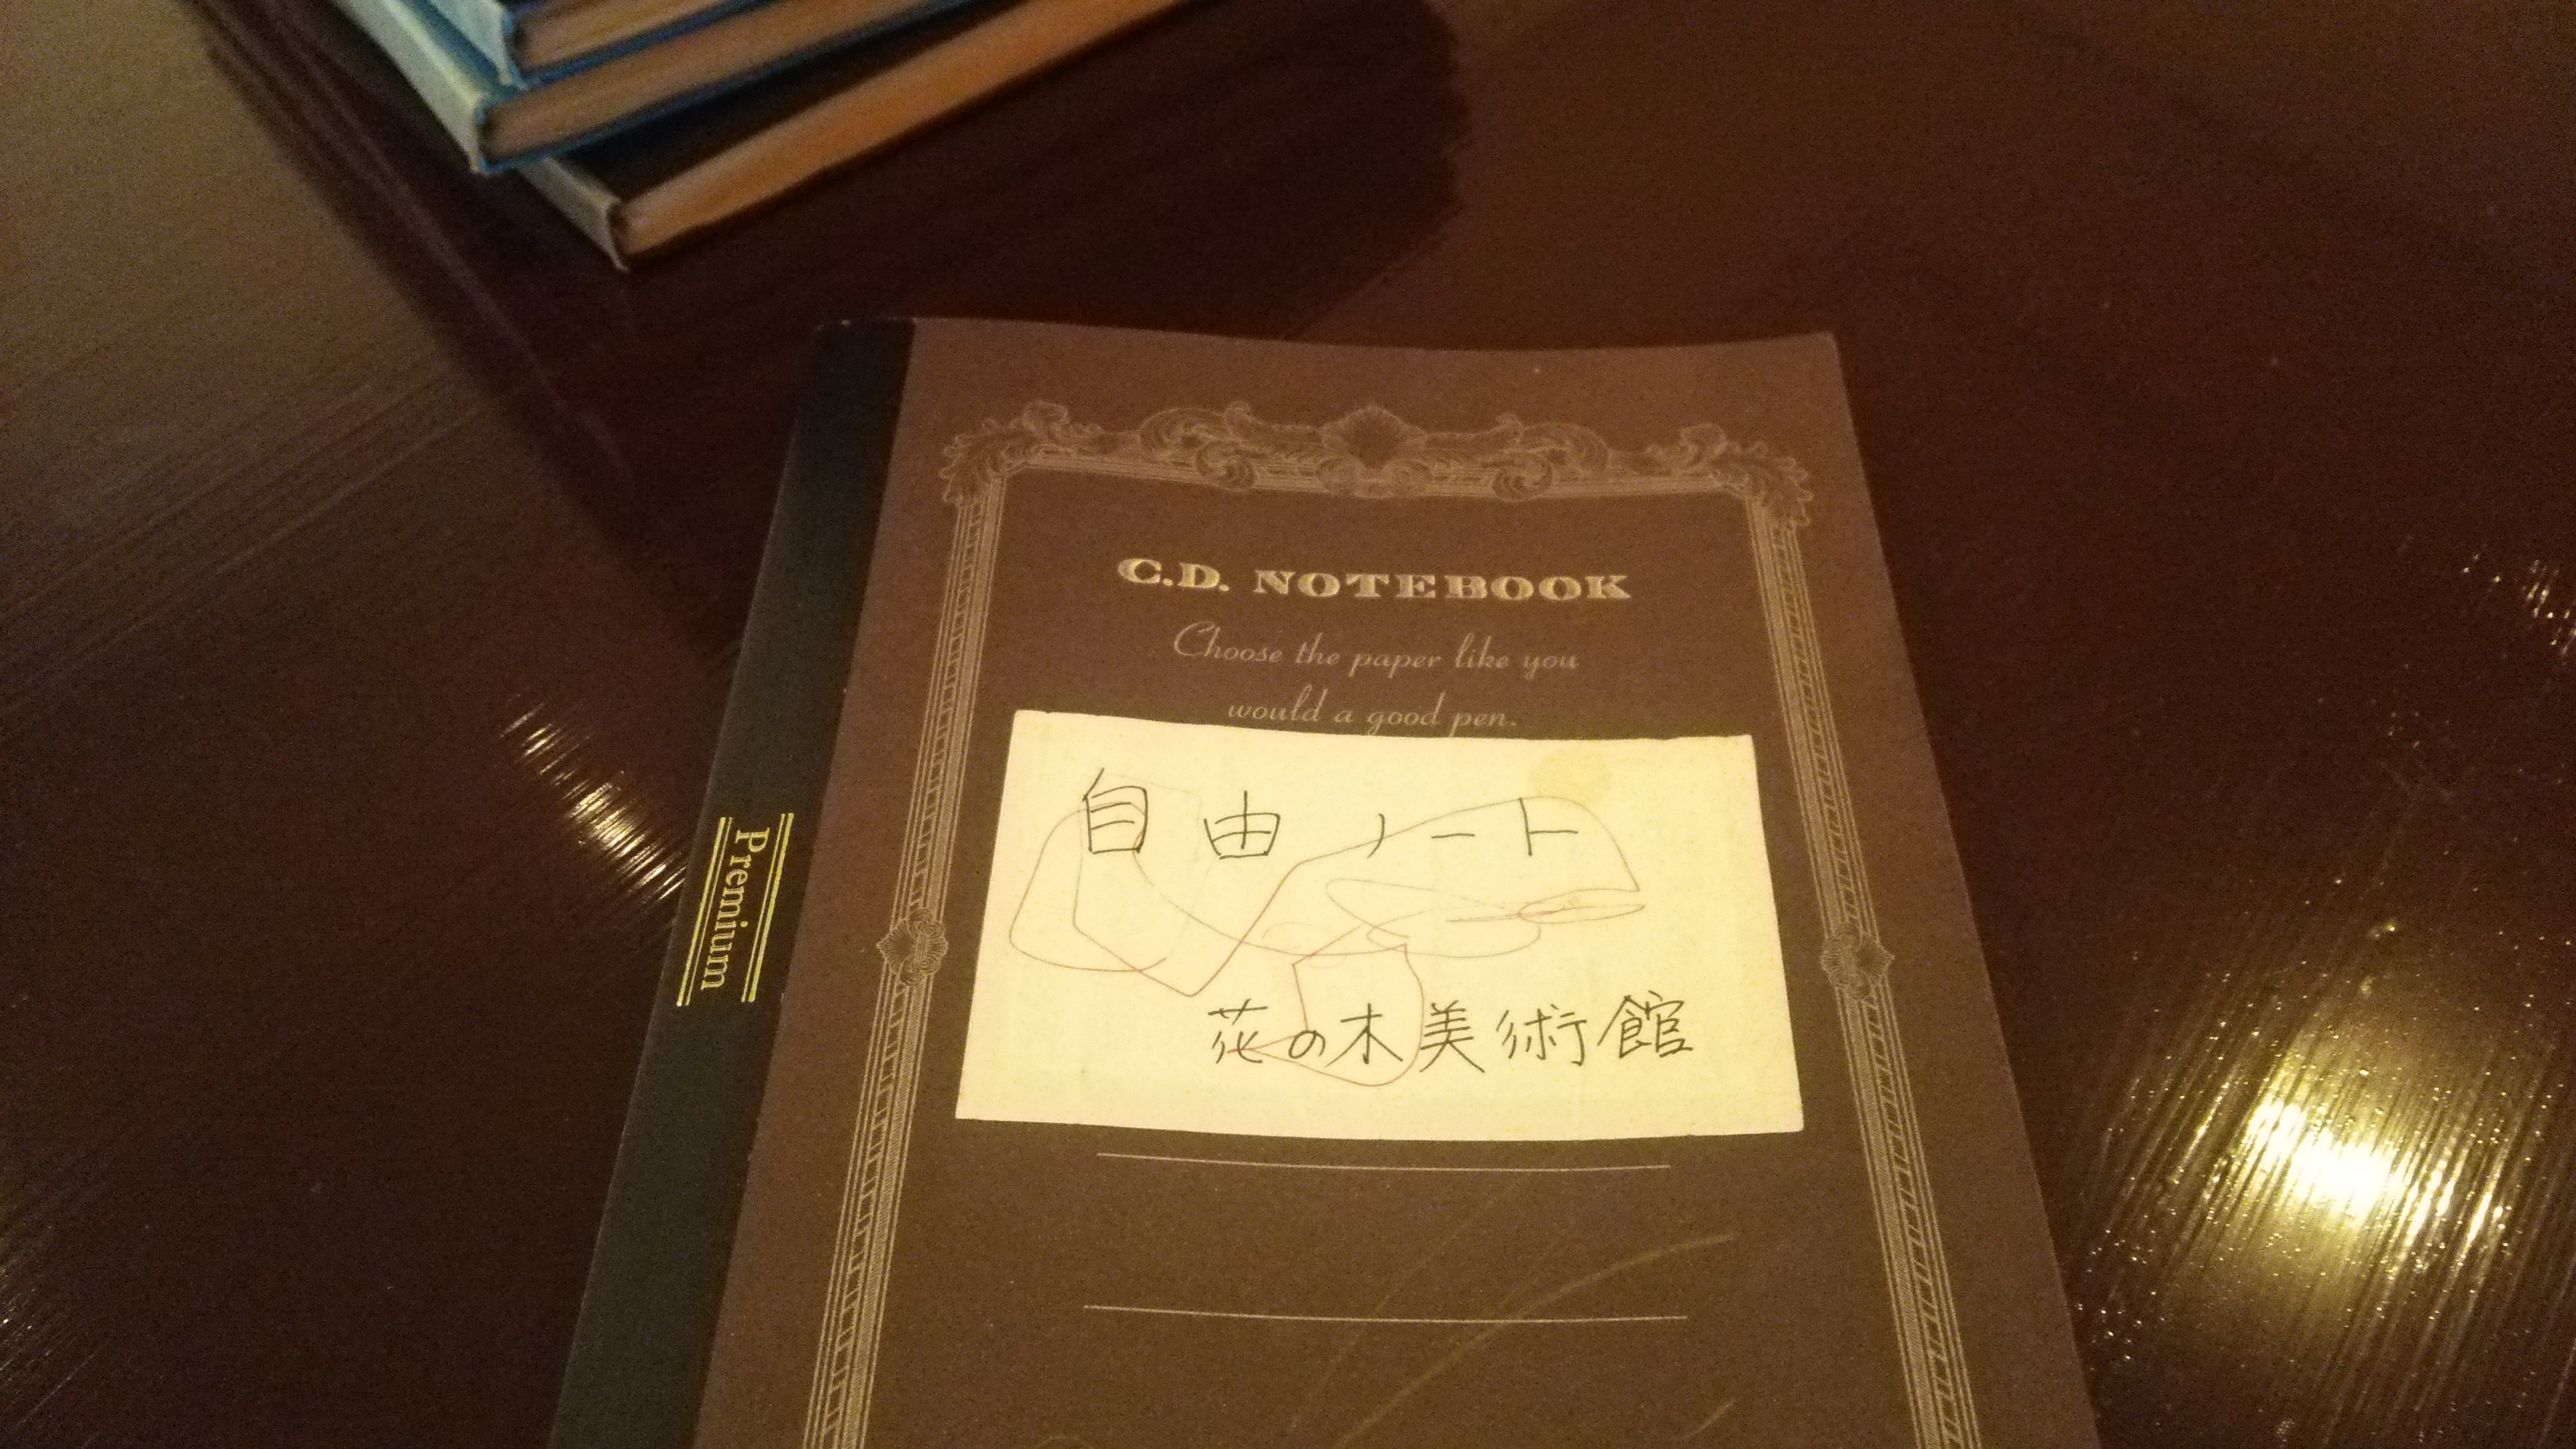 C.D. NOTEBOOK
Choose the paper like you
would a good pen.
自由ノート
花の木美術館
Premium